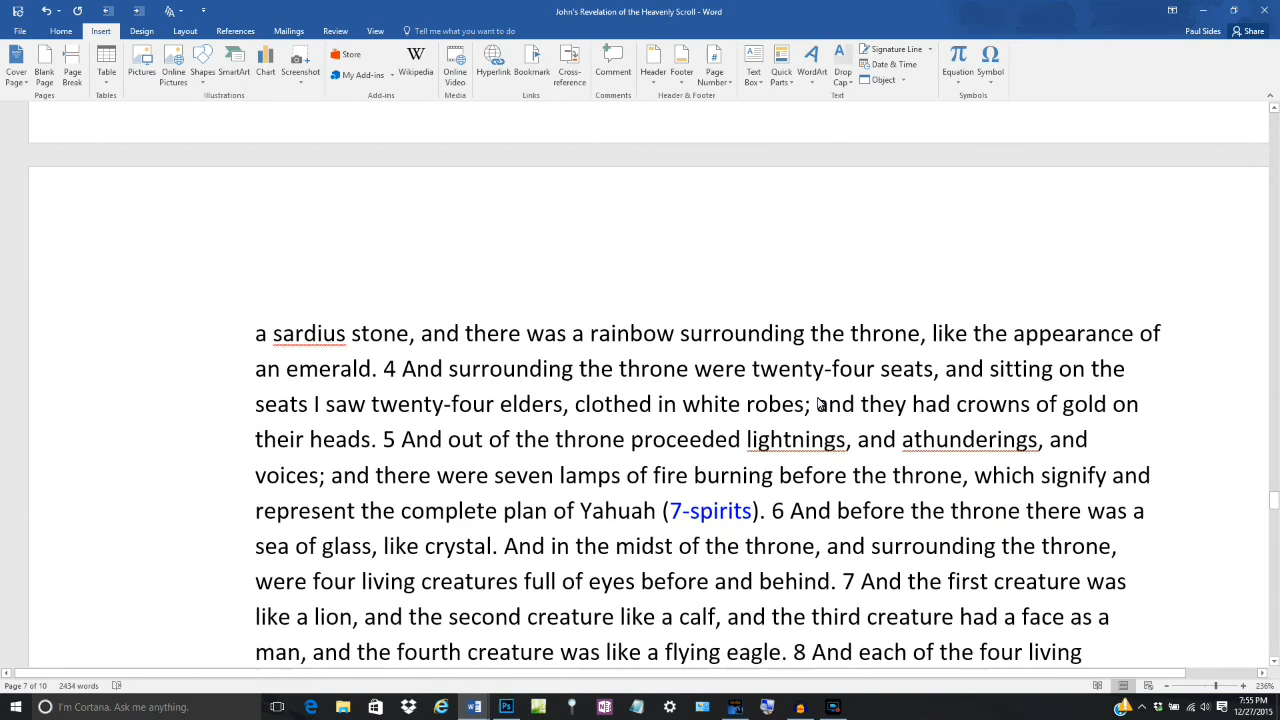 John's Revelation of the Heavenly Scroll - Word
File Home Insert Design Layout References Mailings Review View Tell me what you want to do... Paul Sides Share
Cover Page Blank Page Page Break
Pages
Table
Tables
Pictures Online Pictures Shapes SmartArt Chart Screenshot
Illustrations
Store
My Add-ins
Wikipedia
Add-ins
Online Video
Media
Hyperlink Bookmark Cross-reference
Links
Comment
Comments
Header Footer Page Number
Header & Footer
Text Box Quick Parts WordArt Drop Cap
Signature Line
Date & Time
Object
Text
Equation Symbol
Symbols
a sardius stone, and there was a rainbow surrounding the throne, like the appearance of
an emerald. 4 And surrounding the throne were twenty-four seats, and sitting on the
seats I saw twenty-four elders, clothed in white robes; and they had crowns of gold on
their heads. 5 And out of the throne proceeded lightnings, and athunderings, and
voices; and there were seven lamps of fire burning before the throne, which signify and
represent the complete plan of Yahuah (7-spirits). 6 And before the throne there was a
sea of glass, like crystal. And in the midst of the throne, and surrounding the throne,
were four living creatures full of eyes before and behind. 7 And the first creature was
like a lion, and the second creature like a calf, and the third creature had a face as a
man, and the fourth creature was like a flying eagle. 8 And each of the four living
Page 7 of 10 2434 words 236%
I'm Cortana. Ask me anything. 7:55 PM
12/27/2015